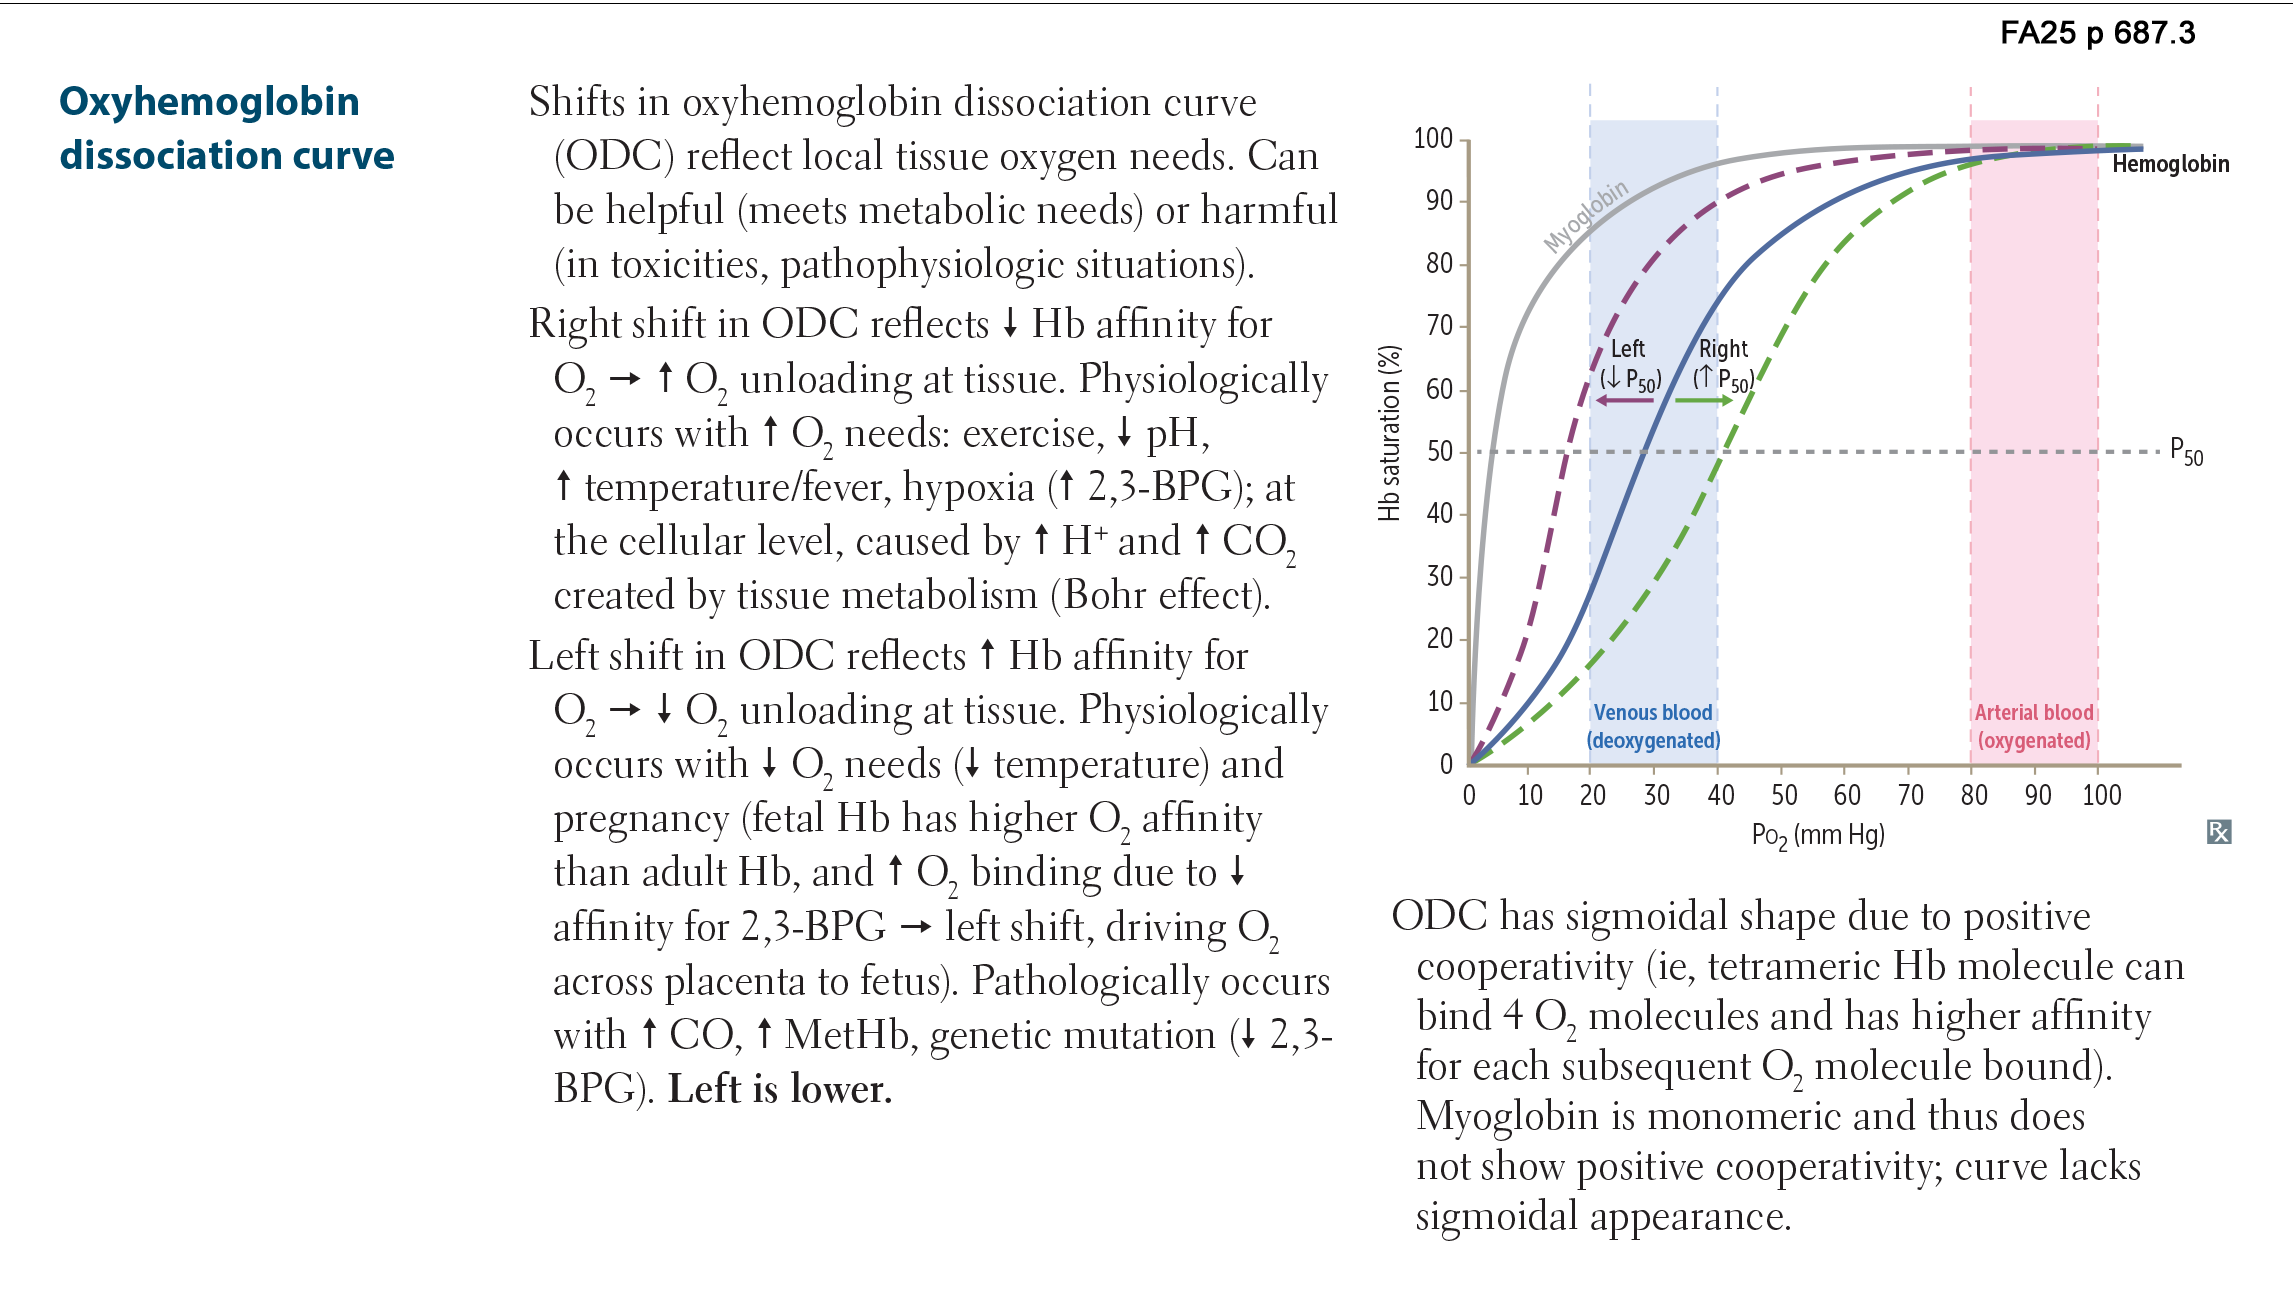 FA25 p 687.3
Oxyhemoglobin
dissociation curve
Shifts in oxyhemoglobin dissociation curve
(ODC) reflect local tissue oxygen needs. Can
be helpful (meets metabolic needs) or harmful
(in toxicities, pathophysiologic situations).
Right shift in ODC reflects ↓ Hb affinity for
O₂ → ↑ O₂ unloading at tissue. Physiologically
occurs with ↑ O₂ needs: exercise, ↓ pH,
↑ temperature/fever, hypoxia (↑ 2,3-BPG); at
the cellular level, caused by ↑ H⁺ and ↑ CO₂
created by tissue metabolism (Bohr effect).
Left shift in ODC reflects ↑ Hb affinity for
O₂ → ↓ O₂ unloading at tissue. Physiologically
occurs with ↓ O₂ needs (↓ temperature) and
pregnancy (fetal Hb has higher O₂ affinity
than adult Hb, and ↑ O₂ binding due to ↓
affinity for 2,3-BPG → left shift, driving O₂
across placenta to fetus). Pathologically occurs
with ↑ CO, ↑ MetHb, genetic mutation (↓ 2,3-
BPG). Left is lower.
Hb saturation (%)
100
90
80
70
60
50
40
30
20
10
0
Myoglobin
Hemoglobin
Left
(↓ P₅₀)
Right
(↑ P₅₀)
P₅₀
Venous blood
(deoxygenated)
Arterial blood
(oxygenated)
0 10 20 30 40 50 60 70 80 90 100
PO₂ (mm Hg)
Rx
ODC has sigmoidal shape due to positive
cooperativity (ie, tetrameric Hb molecule can
bind 4 O₂ molecules and has higher affinity
for each subsequent O₂ molecule bound).
Myoglobin is monomeric and thus does
not show positive cooperativity; curve lacks
sigmoidal appearance.